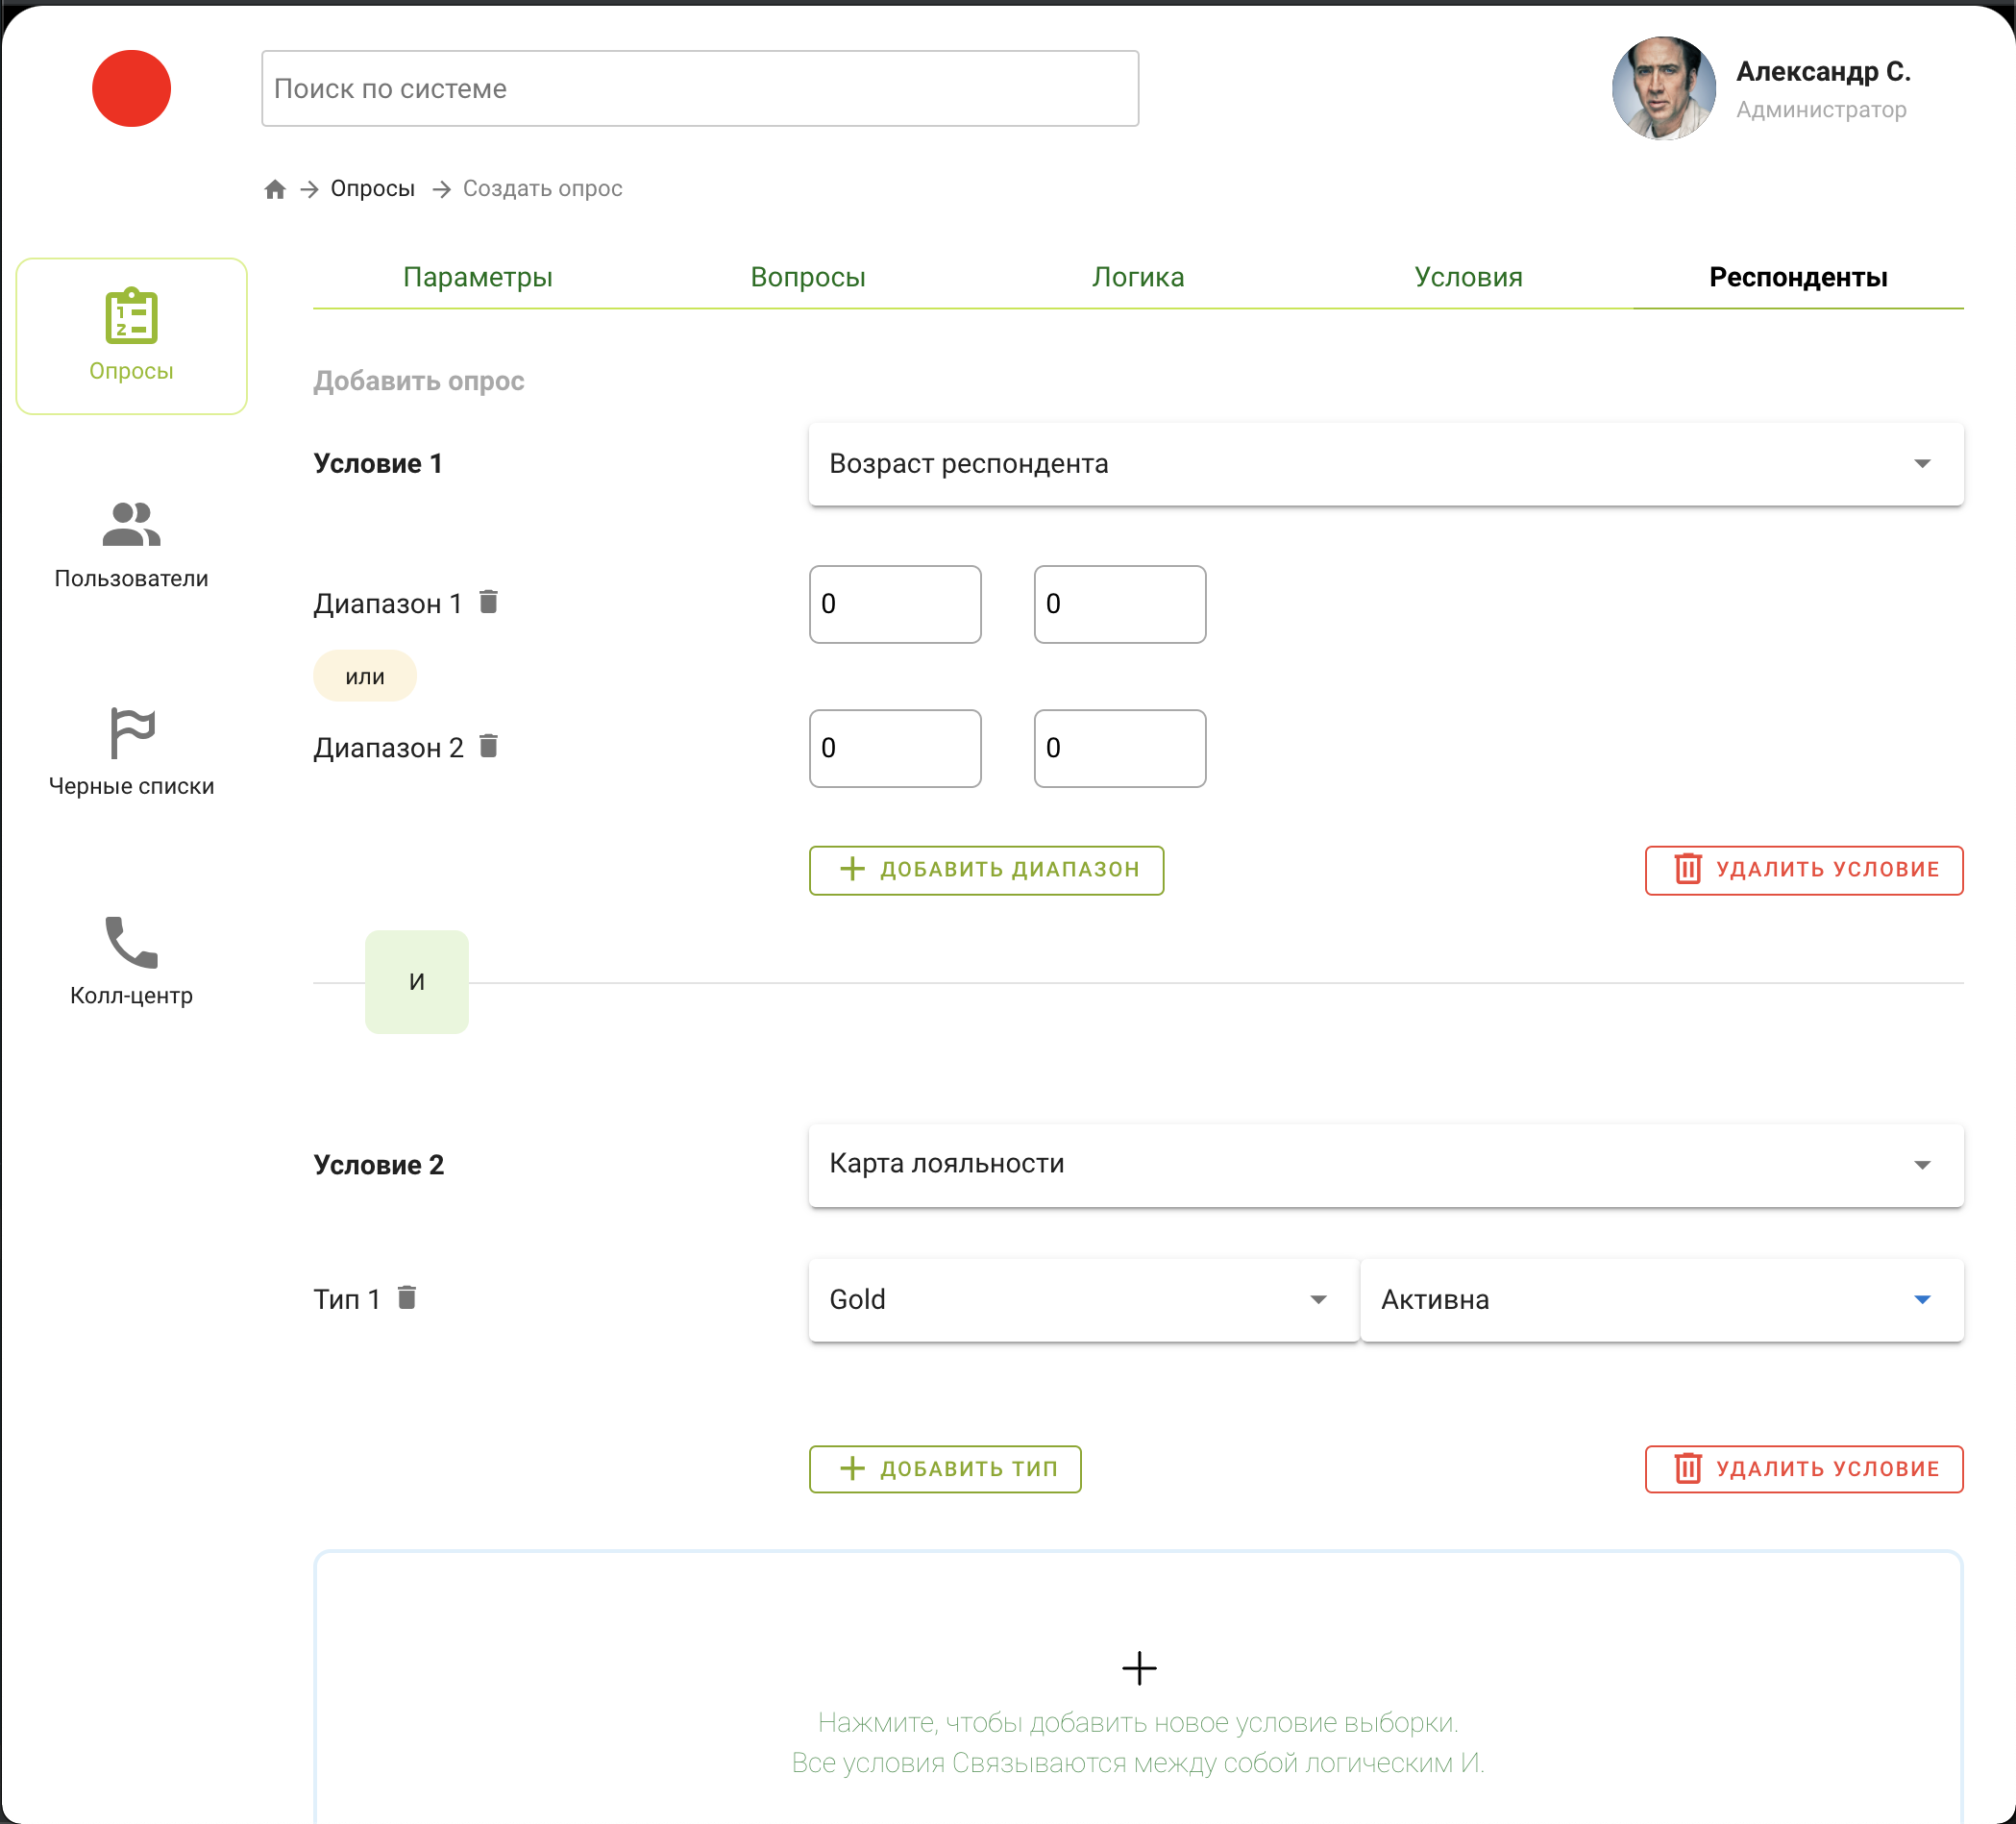 Поиск по системе
Александр С.
Администратор
Опросы
Создать опрос
Параметры
Вопросы
Логика
Условия
Респонденты
1
2
Опросы
Пользователи
Черные списки
Колл-центр
Добавить опрос
Условие 1
Возраст респондента
Диапазон 1
0
0
или
Диапазон 2
0
0
ДОБАВИТЬ ДИАПАЗОН
УДАЛИТЬ УСЛОВИЕ
И
Условие 2
Карта лояльности
Тип 1
Gold
Активна
ДОБАВИТЬ ТИП
УДАЛИТЬ УСЛОВИЕ
Нажмите, чтобы добавить новое условие выборки.
Все условия Связываются между собой логическим И.